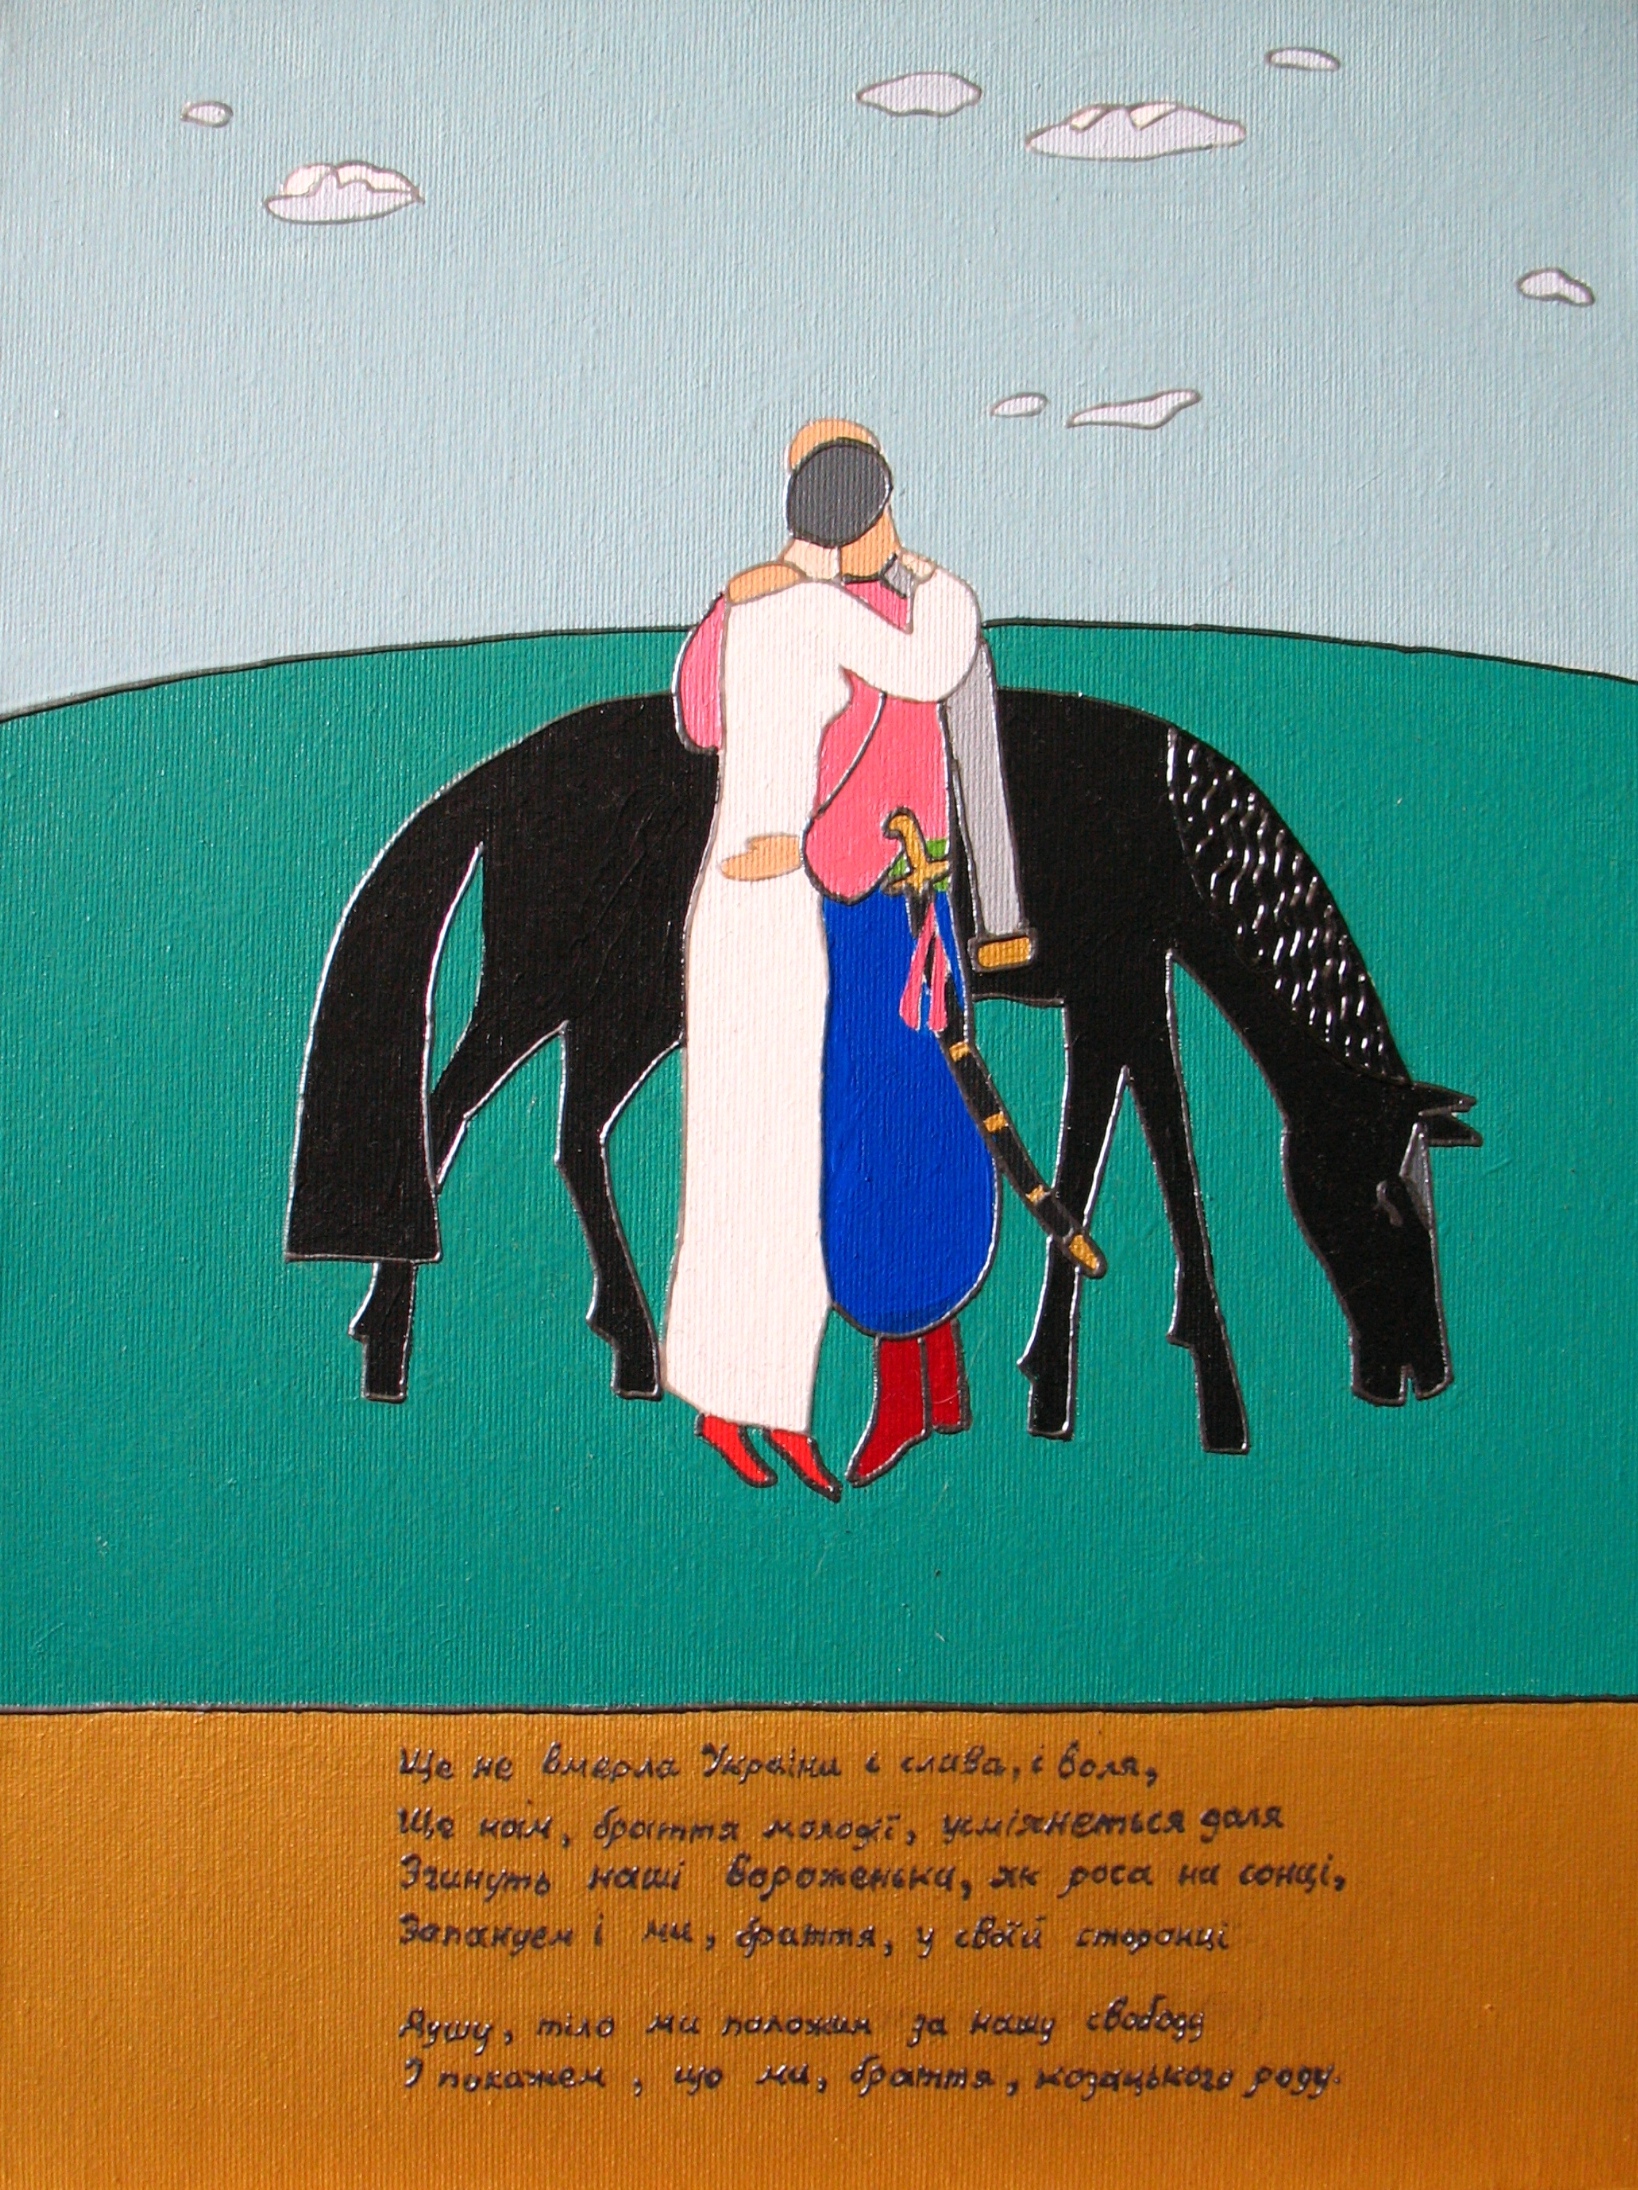 Ще не вмерла України і слава, і воля,
Ще нам, браття молодії, усміхнеться доля
Згинуть наші вороженьки, як роса на сонці,
Запануєм і ми, браття, у своїй сторонці
Душу, тіло ми положим за нашу свободу
І покажем, що ми, браття, козацького роду.